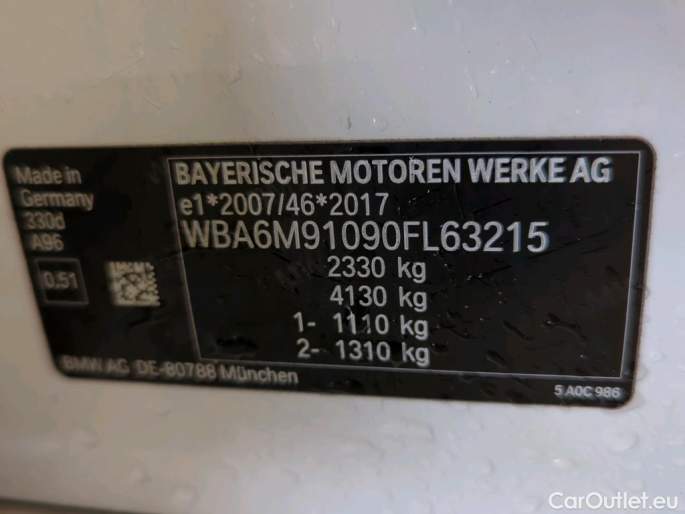 Made in
Germany
330d
A96
0.51
BAYERISCHE MOTOREN WERKE AG
e1*2007/46*2017
WBA6M91090FL63215
2330 kg
4130 kg
1- 1110 kg
2- 1310 kg
BMW AG DE-80788 München
5 A0C 986
CarOutlet.eu